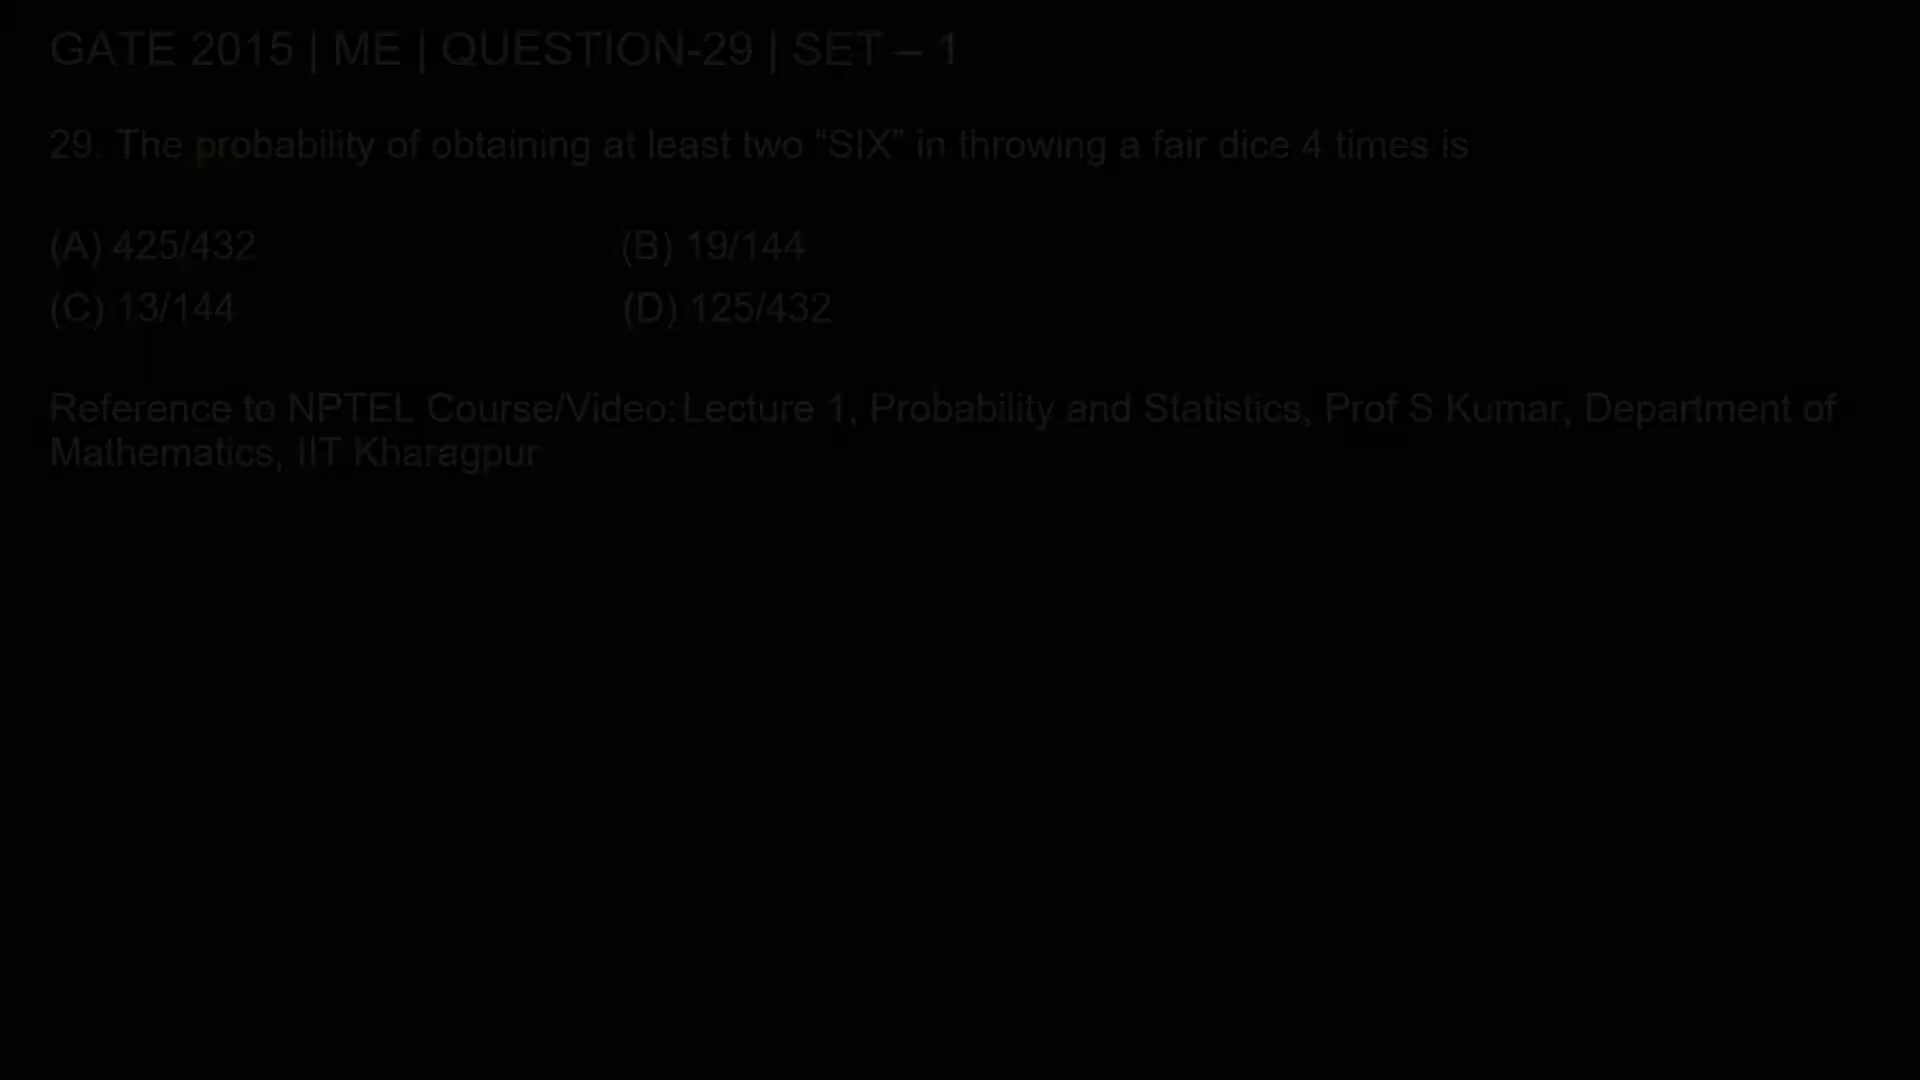 GATE 2015 | ME | QUESTION-29 | SET – 1
29. The probability of obtaining at least two “SIX” in throwing a fair dice 4 times is
(A) 425/432 (B) 19/144
(C) 13/144 (D) 125/432
Reference to NPTEL Course/Video: Lecture 1, Probability and Statistics, Prof S Kumar, Department of
Mathematics, IIT Kharagpur